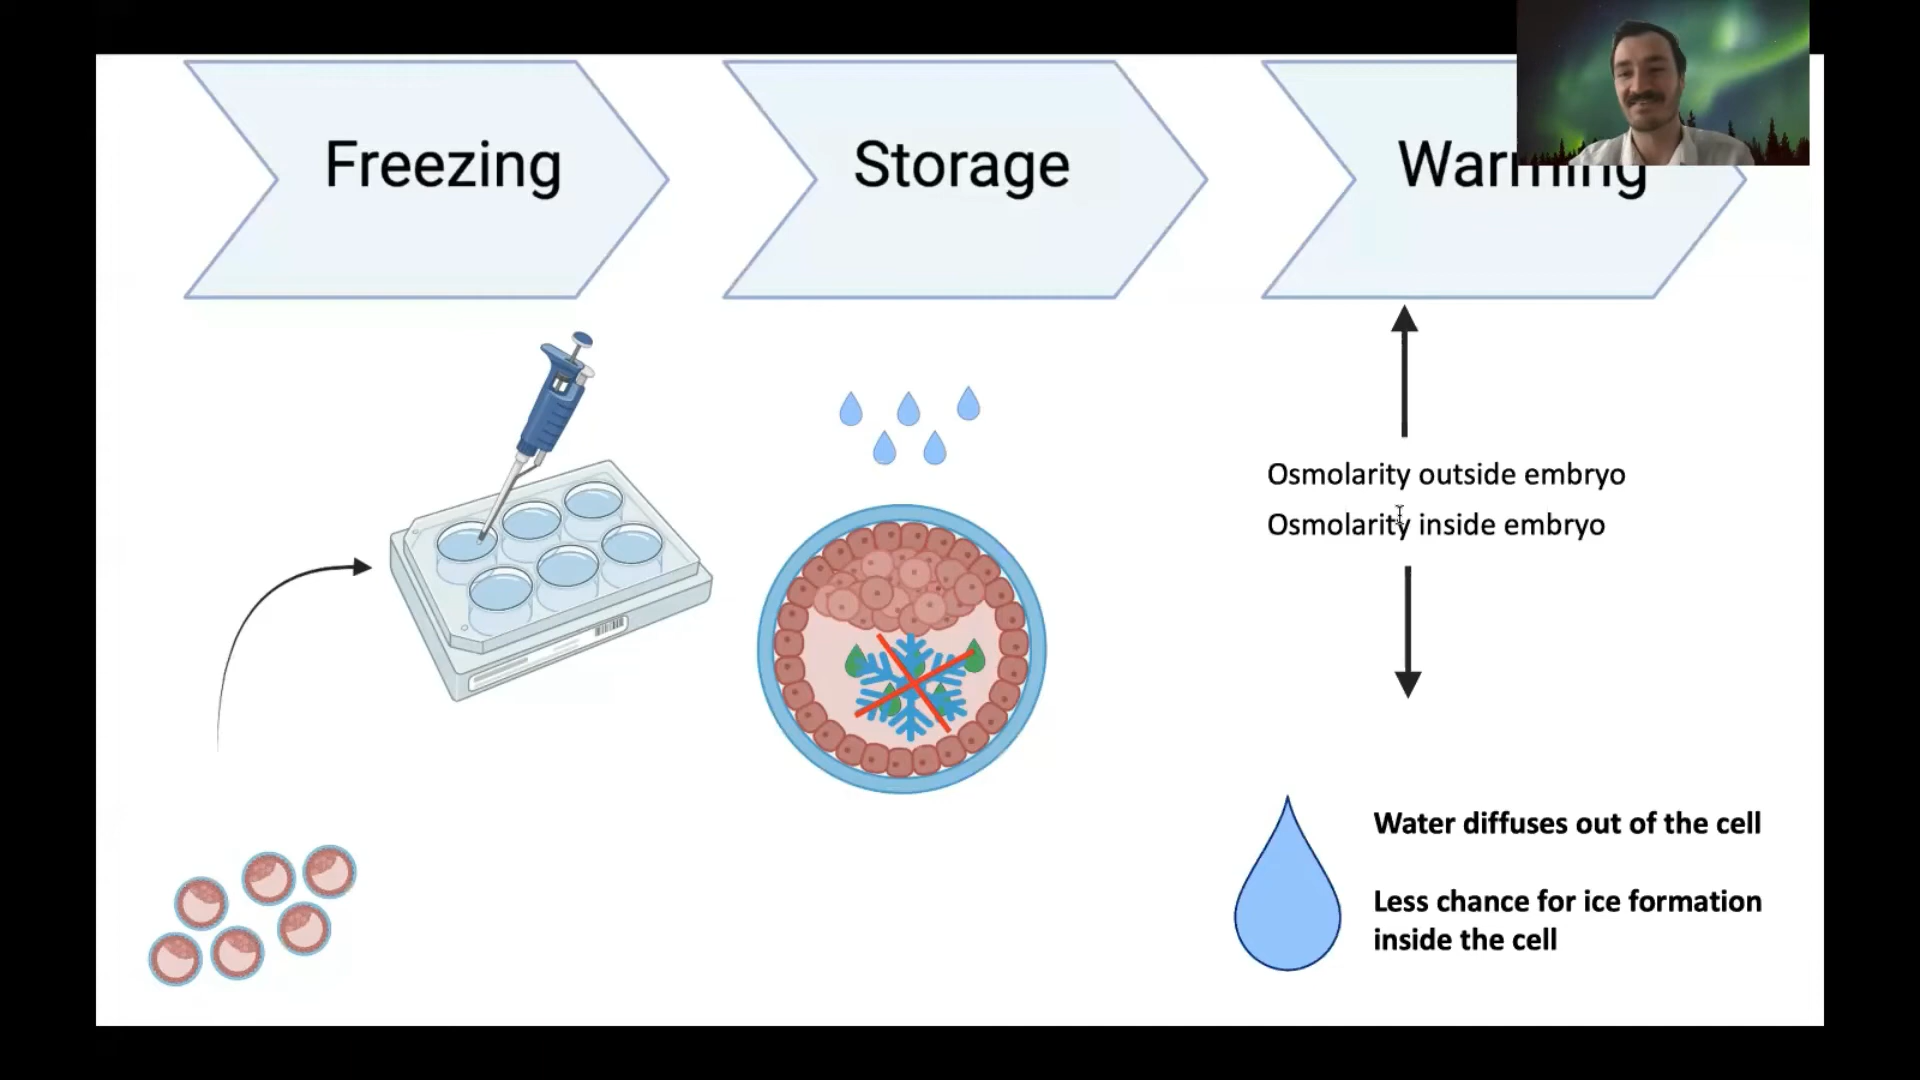 Freezing
Storage
Warming
Osmolarity outside embryo
Osmolarity inside embryo
Water diffuses out of the cell
Less chance for ice formation
inside the cell